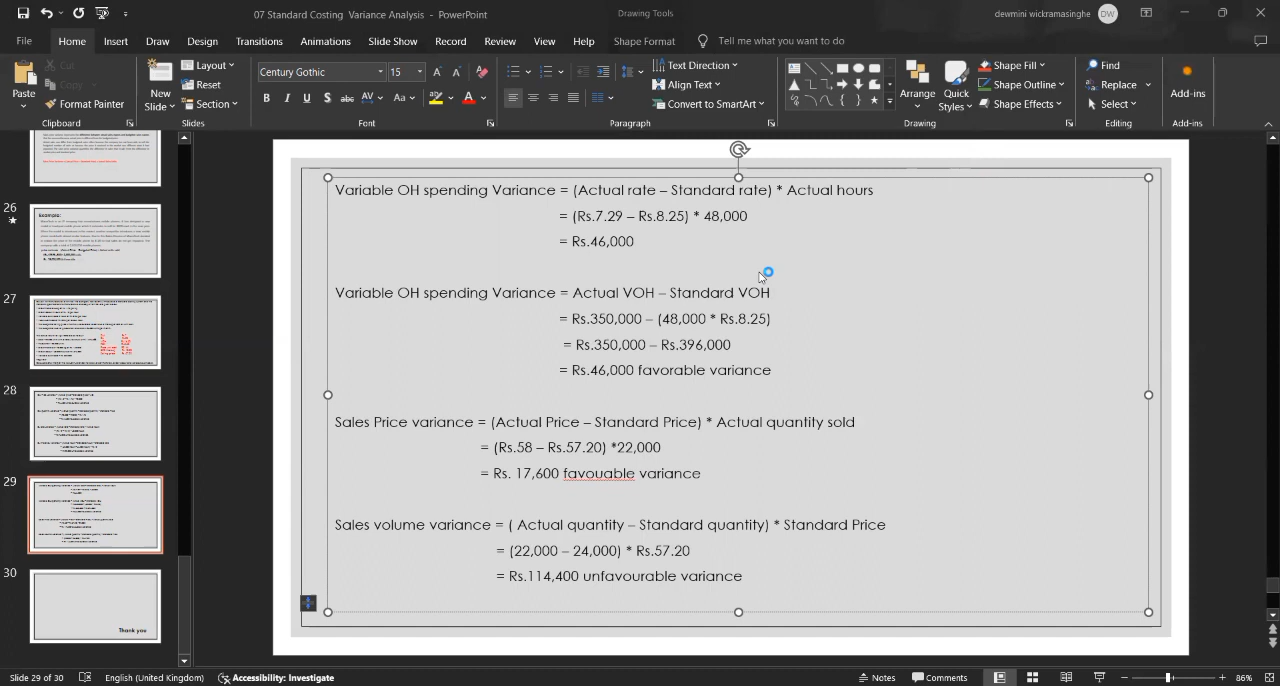 07 Standard Costing Variance Analysis - PowerPoint
Drawing Tools
dewmini wickramasinghe
DW
File
Home
Insert
Draw
Design
Transitions
Animations
Slide Show
Record
Review
View
Help
Shape Format
Tell me what you want to do
Paste
Cut
Copy
Format Painter
Clipboard
New Slide
Layout
Reset
Section
Slides
Century Gothic
15
Font
Text Direction
Align Text
Convert to SmartArt
Paragraph
Arrange
Quick Styles
Shape Fill
Shape Outline
Shape Effects
Drawing
Find
Replace
Select
Editing
Add-ins
Add-ins
26
Example:
27
28
29
30
Thank you
Variable OH spending Variance = (Actual rate – Standard rate) * Actual hours
= (Rs.7.29 – Rs.8.25) * 48,000
= Rs.46,000
Variable OH spending Variance = Actual VOH – Standard VOH
= Rs.350,000 – (48,000 * Rs.8.25)
= Rs.350,000 – Rs.396,000
= Rs.46,000 favorable variance
Sales Price variance = (Actual Price – Standard Price) * Actual quantity sold
= (Rs.58 – Rs.57.20) *22,000
= Rs. 17,600 favouable variance
Sales volume variance = ( Actual quantity – Standard quantity) * Standard Price
= (22,000 – 24,000) * Rs.57.20
= Rs.114,400 unfavourable variance
Slide 29 of 30
English (United Kingdom)
Accessibility: Investigate
Notes
Comments
86%